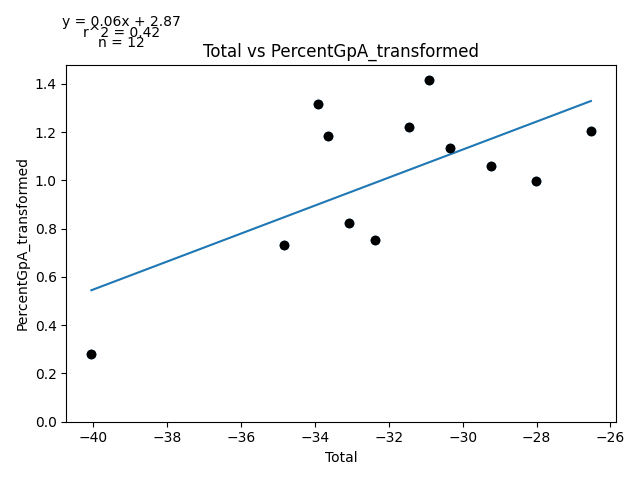 y = 0.06x + 2.87
r^2 = 0.42
n = 12
Total vs PercentGpA_transformed
PercentGpA_transformed
1.4
1.2
1.0
0.8
0.6
0.4
0.2
0.0
−40 −38 −36 −34 −32 −30 −28 −26
Total